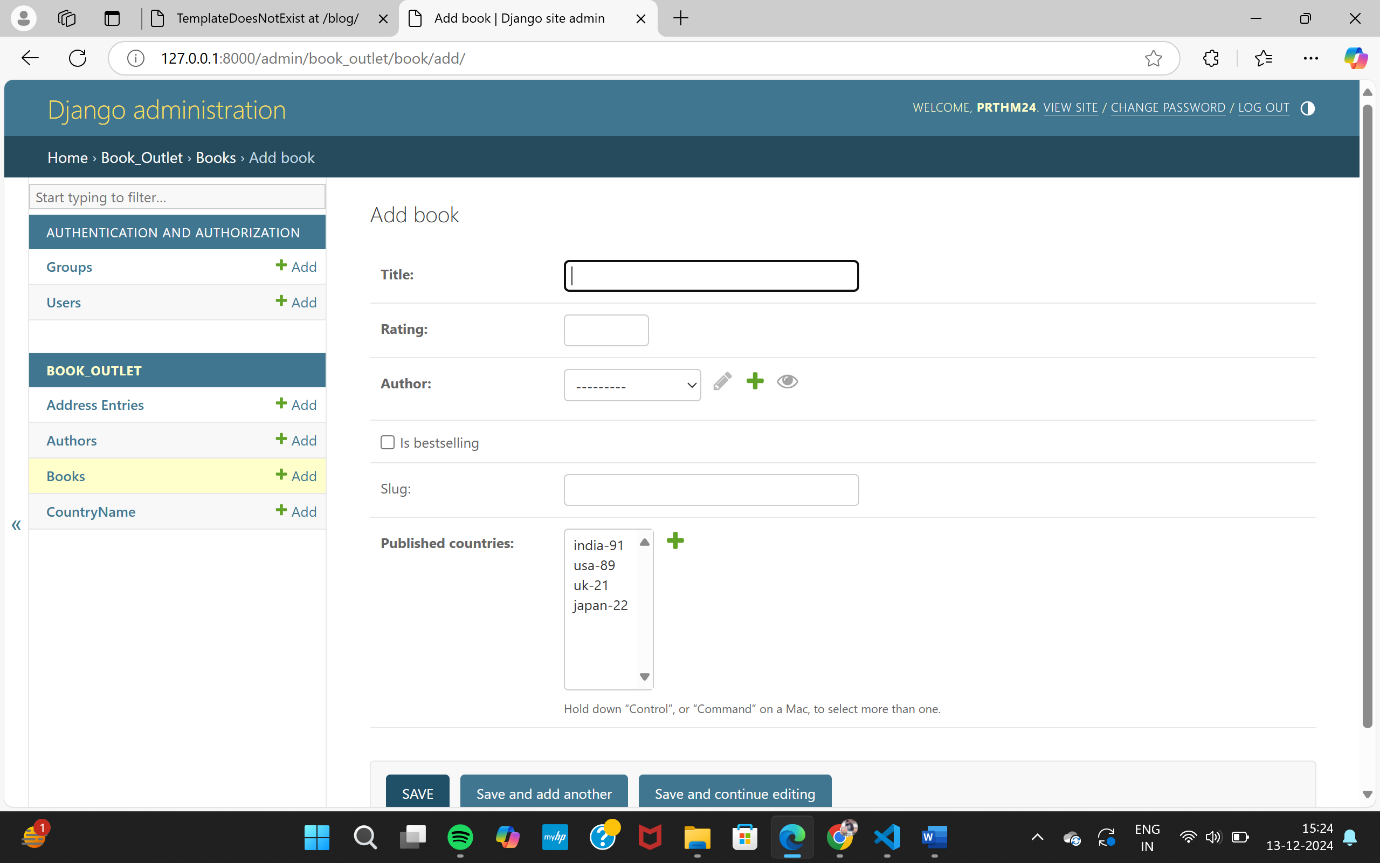 TemplateDoesNotExist at /blog/
Add book | Django site admin
127.0.0.1:8000/admin/book_outlet/book/add/
Django administration
WELCOME, PRTHM24. VIEW SITE / CHANGE PASSWORD / LOG OUT
Home › Book_Outlet › Books › Add book
Start typing to filter...
AUTHENTICATION AND AUTHORIZATION
Groups
Add
Users
Add
BOOK_OUTLET
Address Entries
Add
Authors
Add
Books
Add
CountryName
Add
«
Add book
Title:
Rating:
Author:
---------
Is bestselling
Slug:
Published countries:
india-91
usa-89
uk-21
japan-22
Hold down “Control”, or “Command” on a Mac, to select more than one.
SAVE
Save and add another
Save and continue editing
1
myhp
W
ENG
IN
15:24
13-12-2024